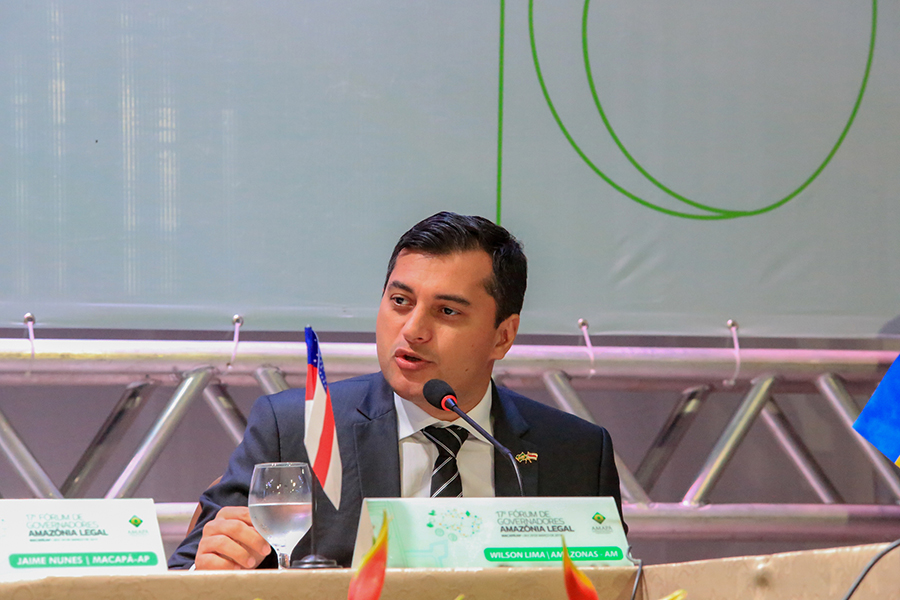 17º FÓRUM DE
GOVERNADORES
AMAZÔNIA LEGAL
JAIME NUNES | MACAPÁ-AP
17º FÓRUM DE
GOVERNADORES
AMAZÔNIA LEGAL
WILSON LIMA | AMAZONAS - AM